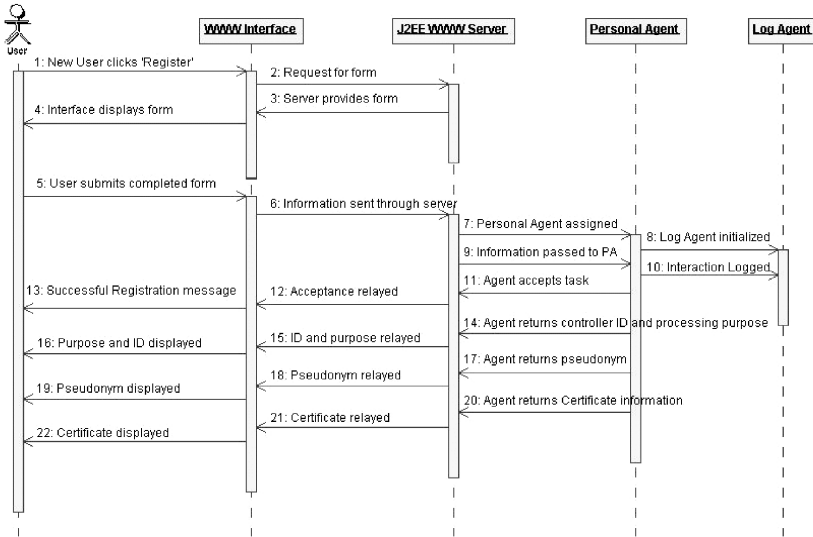 User
WWW Interface
J2EE WWW Server
Personal Agent
Log Agent
1: New User clicks 'Register'
2: Request for form
3: Server provides form
4: Interface displays form
5: User submits completed form
6: Information sent through server
7: Personal Agent assigned
8: Log Agent initialized
9: Information passed to PA
10: Interaction Logged
11: Agent accepts task
12: Acceptance relayed
13: Successful Registration message
14: Agent returns controller ID and processing purpose
15: ID and purpose relayed
16: Purpose and ID displayed
17: Agent returns pseudonym
18: Pseudonym relayed
19: Pseudonym displayed
20: Agent returns Certificate information
21: Certificate relayed
22: Certificate displayed